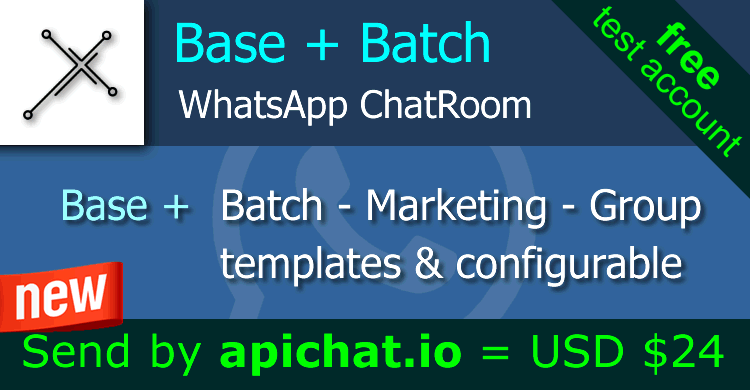 Base + Batch
WhatsApp ChatRoom
free
test account
Base + Batch - Marketing - Group
templates & configurable
new
Send by apichat.io = USD $24